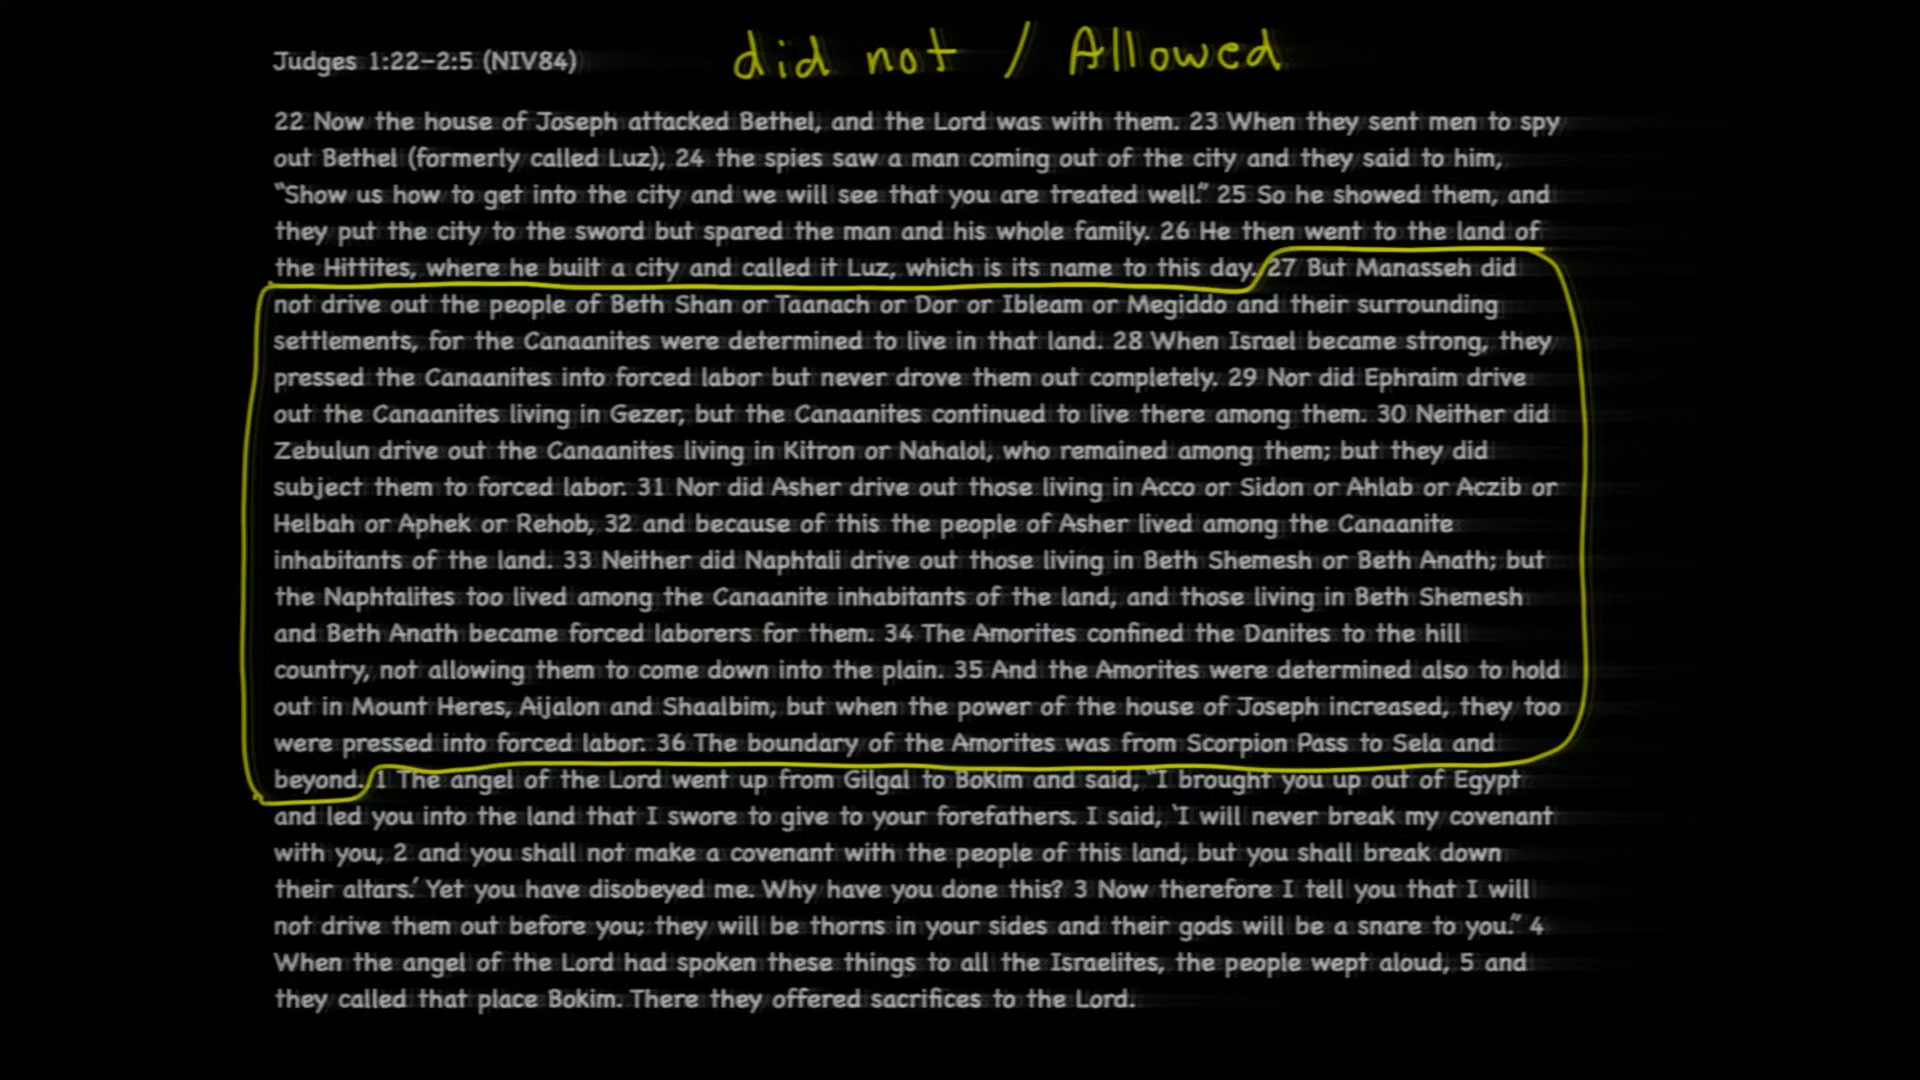 did not / Allowed
Judges 1:22–2:5 (NIV84)
22 Now the house of Joseph attacked Bethel, and the Lord was with them. 23 When they sent men to spy
out Bethel (formerly called Luz), 24 the spies saw a man coming out of the city and they said to him,
“Show us how to get into the city and we will see that you are treated well.” 25 So he showed them, and
they put the city to the sword but spared the man and his whole family. 26 He then went to the land of
the Hittites, where he built a city and called it Luz, which is its name to this day. 27 But Manasseh did
not drive out the people of Beth Shan or Taanach or Dor or Ibleam or Megiddo and their surrounding
settlements, for the Canaanites were determined to live in that land. 28 When Israel became strong, they
pressed the Canaanites into forced labor but never drove them out completely. 29 Nor did Ephraim drive
out the Canaanites living in Gezer, but the Canaanites continued to live there among them. 30 Neither did
Zebulun drive out the Canaanites living in Kitron or Nahalol, who remained among them; but they did
subject them to forced labor. 31 Nor did Asher drive out those living in Acco or Sidon or Ahlab or Aczib or
Helbah or Aphek or Rehob, 32 and because of this the people of Asher lived among the Canaanite
inhabitants of the land. 33 Neither did Naphtali drive out those living in Beth Shemesh or Beth Anath; but
the Naphtalites too lived among the Canaanite inhabitants of the land, and those living in Beth Shemesh
and Beth Anath became forced laborers for them. 34 The Amorites confined the Danites to the hill
country, not allowing them to come down into the plain. 35 And the Amorites were determined also to hold
out in Mount Heres, Aijalon and Shaalbim, but when the power of the house of Joseph increased, they too
were pressed into forced labor. 36 The boundary of the Amorites was from Scorpion Pass to Sela and
beyond. 1 The angel of the Lord went up from Gilgal to Bokim and said, “I brought you up out of Egypt
and led you into the land that I swore to give to your forefathers. I said, ‘I will never break my covenant
with you, 2 and you shall not make a covenant with the people of this land, but you shall break down
their altars.’ Yet you have disobeyed me. Why have you done this? 3 Now therefore I tell you that I will
not drive them out before you; they will be thorns in your sides and their gods will be a snare to you.” 4
When the angel of the Lord had spoken these things to all the Israelites, the people wept aloud, 5 and
they called that place Bokim. There they offered sacrifices to the Lord.